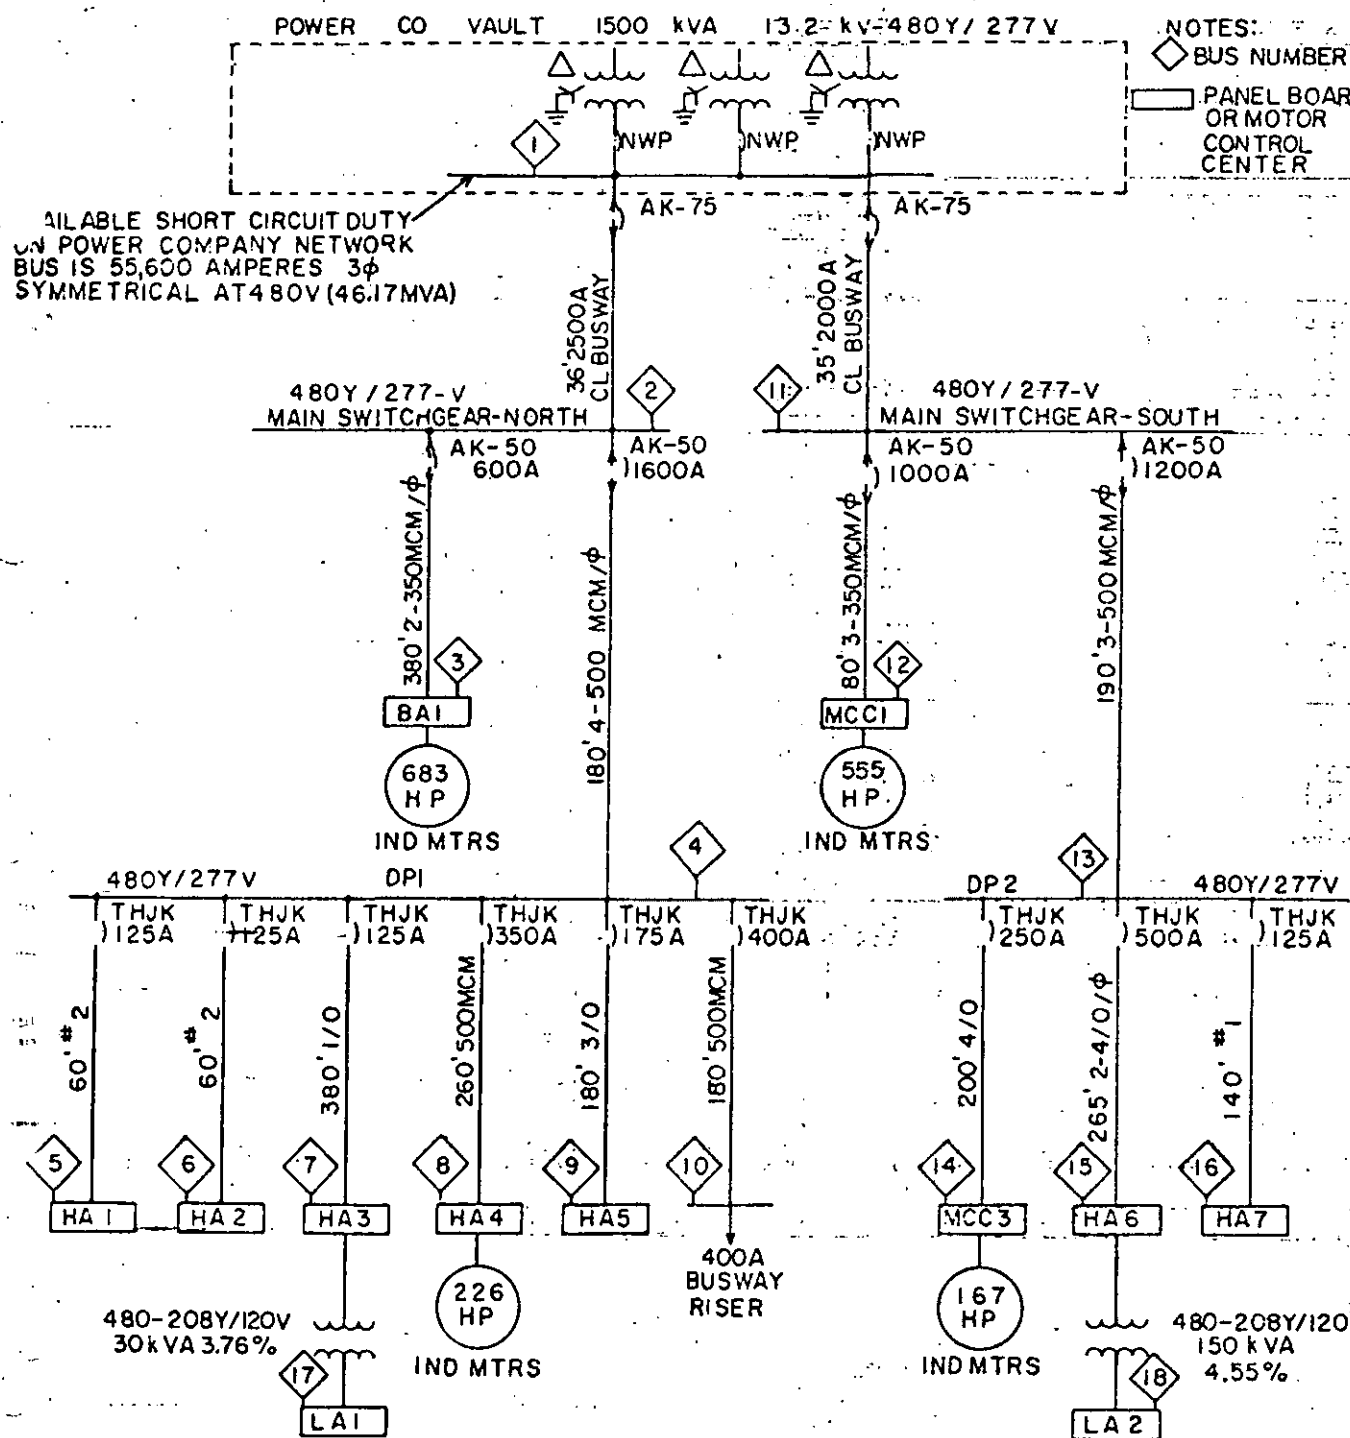 POWER CO VAULT 1500 kVA 13.2-kv-480Y/277V
NOTES:
BUS NUMBER
PANEL BOAR
OR MOTOR
CONTROL
CENTER
NWP
NWP
NWP
1
AILABLE SHORT CIRCUIT DUTY
ON POWER COMPANY NETWORK
BUS IS 55,600 AMPERES 3ϕ
SYMMETRICAL AT 480V (46.17MVA)
AK-75
AK-75
36' 2500A
CL BUSWAY
35' 2000A
CL BUSWAY
480Y/277-V
MAIN SWITCHGEAR-NORTH
2
11
480Y/277-V
MAIN SWITCHGEAR-SOUTH
AK-50
600A
AK-50
1600A
AK-50
1000A
AK-50
1200A
380' 2-350MCM/ϕ
180' 4-500 MCM/ϕ
80' 3-350MCM/ϕ
190' 3-500MCM/ϕ
3
BA1
683
HP
IND MTRS
12
MCC1
555
HP
IND MTRS
480Y/277V
DP1
4
DP2
13
480Y/277V
THJK
125A
THJK
125A
THJK
125A
THJK
350A
THJK
175A
THJK
400A
THJK
250A
THJK
500A
THJK
125A
60' #2
60' #2
380' 1/0
260' 500MCM
180' 3/0
180' 500MCM
200' 4/0
265' 2-4/0/ϕ
140' #1
5
6
7
8
9
10
14
15
16
HA1
HA2
HA3
HA4
HA5
MCC3
HA6
HA7
400A
BUSWAY
RISER
226
HP
IND MTRS
167
HP
IND MTRS
480-208Y/120V
30kVA 3.76%
17
LA1
480-208Y/120
150 kVA
4.55%
18
LA2